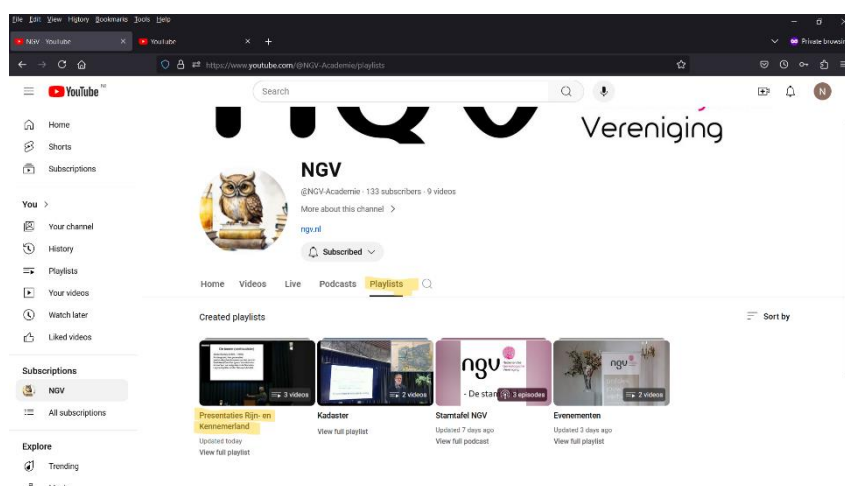 File Edit View History Bookmarks Tools Help
NGV YouTube
YouTube
Private browsing
https://www.youtube.com/@NGV-Academie/playlists
YouTube
Search
N
Vereniging
Home
Shorts
Subscriptions
You
Your channel
History
Playlists
Your videos
Watch later
Liked videos
Subscriptions
NGV
All subscriptions
Explore
Trending
NGV
@NGV-Academie · 133 subscribers · 9 videos
More about this channel
ngv.nl
Subscribed
Home Videos Live Podcasts Playlists
Created playlists
Sort by
3 videos
Presentaties Rijn- en
Kennemerland
Updated today
View full playlist
2 videos
Kadaster
View full playlist
ngv
- De stam
3 episodes
Stamtafel NGV
Updated 7 days ago
View full podcast
ngv
2 videos
Evenementen
Updated 3 days ago
View full playlist